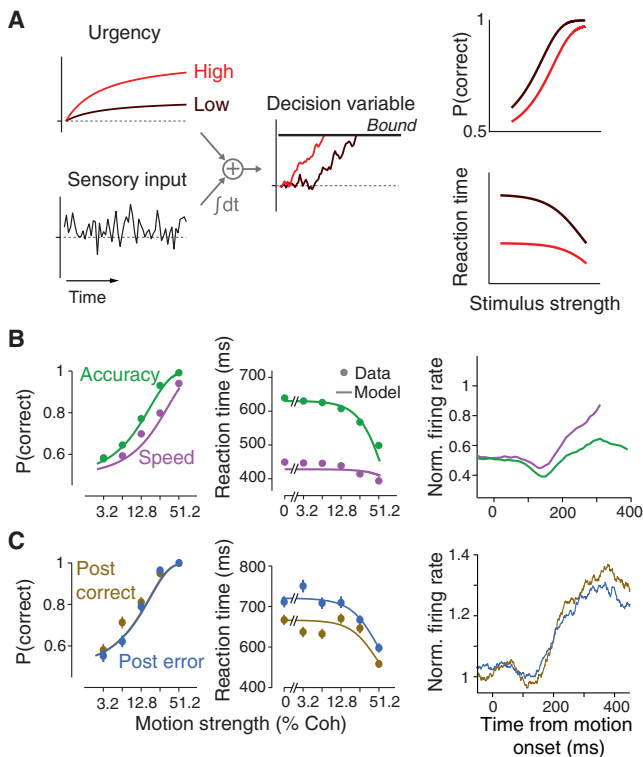 A
Urgency
High
Low
Sensory input
∫dt
Time
Decision variable
Bound
P(correct)
0.5
Reaction time
Stimulus strength
B
P(correct)
1
0.8
0.6
Accuracy
Speed
3.2 12.8 51.2
Reaction time (ms)
700
600
500
400
Data
Model
0 3.2 12.8 51.2
Norm. firing rate
1
0.8
0.6
0.4
0 200 400
C
P(correct)
1
0.8
0.6
Post
correct
Post error
3.2 12.8 51.2
Reaction time (ms)
800
700
600
500
0 3.2 12.8 51.2
Motion strength (% Coh)
Norm. firing rate
1.4
1.2
1
0 200 400
Time from motion
onset (ms)